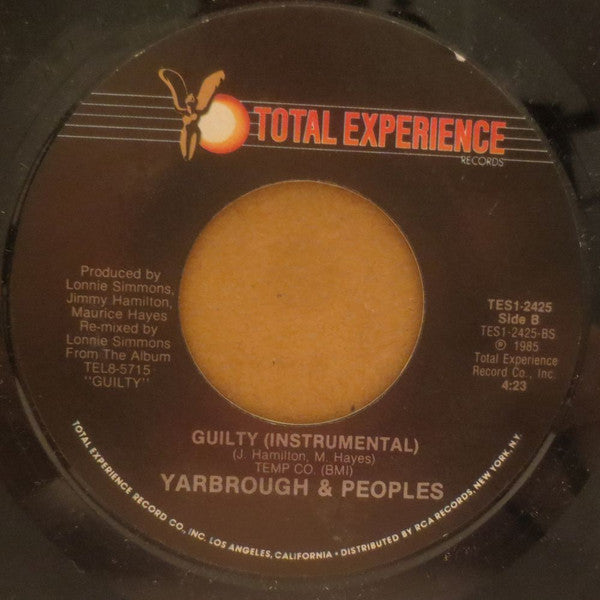 TOTAL EXPERIENCE
RECORDS
Produced by
Lonnie Simmons,
Jimmy Hamilton,
Maurice Hayes
Re-mixed by
Lonnie Simmons
From The Album
TEL8-5715
"GUILTY"
TES1-2425
Side B
TES1-2425-BS
℗ 1985
Total Experience
Record Co., Inc.
4:23
GUILTY (INSTRUMENTAL)
(J. Hamilton, M. Hayes)
TEMP CO. (BMI)
YARBROUGH & PEOPLES
TOTAL EXPERIENCE RECORD CO., INC. LOS ANGELES, CALIFORNIA • DISTRIBUTED BY RCA RECORDS, NEW YORK, N.Y.